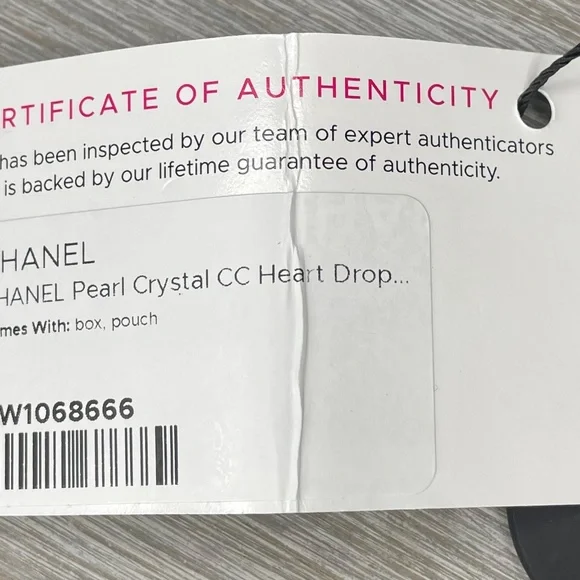 RTIFICATE OF AUTHENTICITY
has been inspected by our team of expert authenticators
is backed by our lifetime guarantee of authenticity.
HANEL
HANEL Pearl Crystal CC Heart Drop...
mes With: box, pouch
W1068666